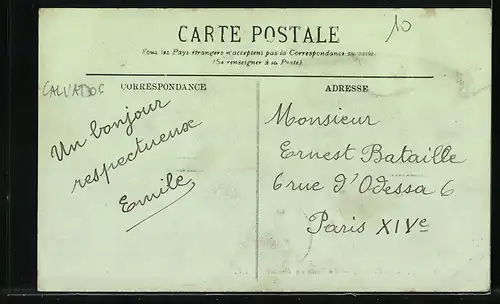 CARTE POSTALE
10
Tous les Pays étrangers n'acceptent pas la Correspondance au recto.
(Se renseigner à la Poste)
CALVADOS
CORRESPONDANCE
Un bonjour
respectueux
Emile
ADRESSE
Monsieur
Ernest Bataille
6 rue d'Odessa 6
Paris XIVe